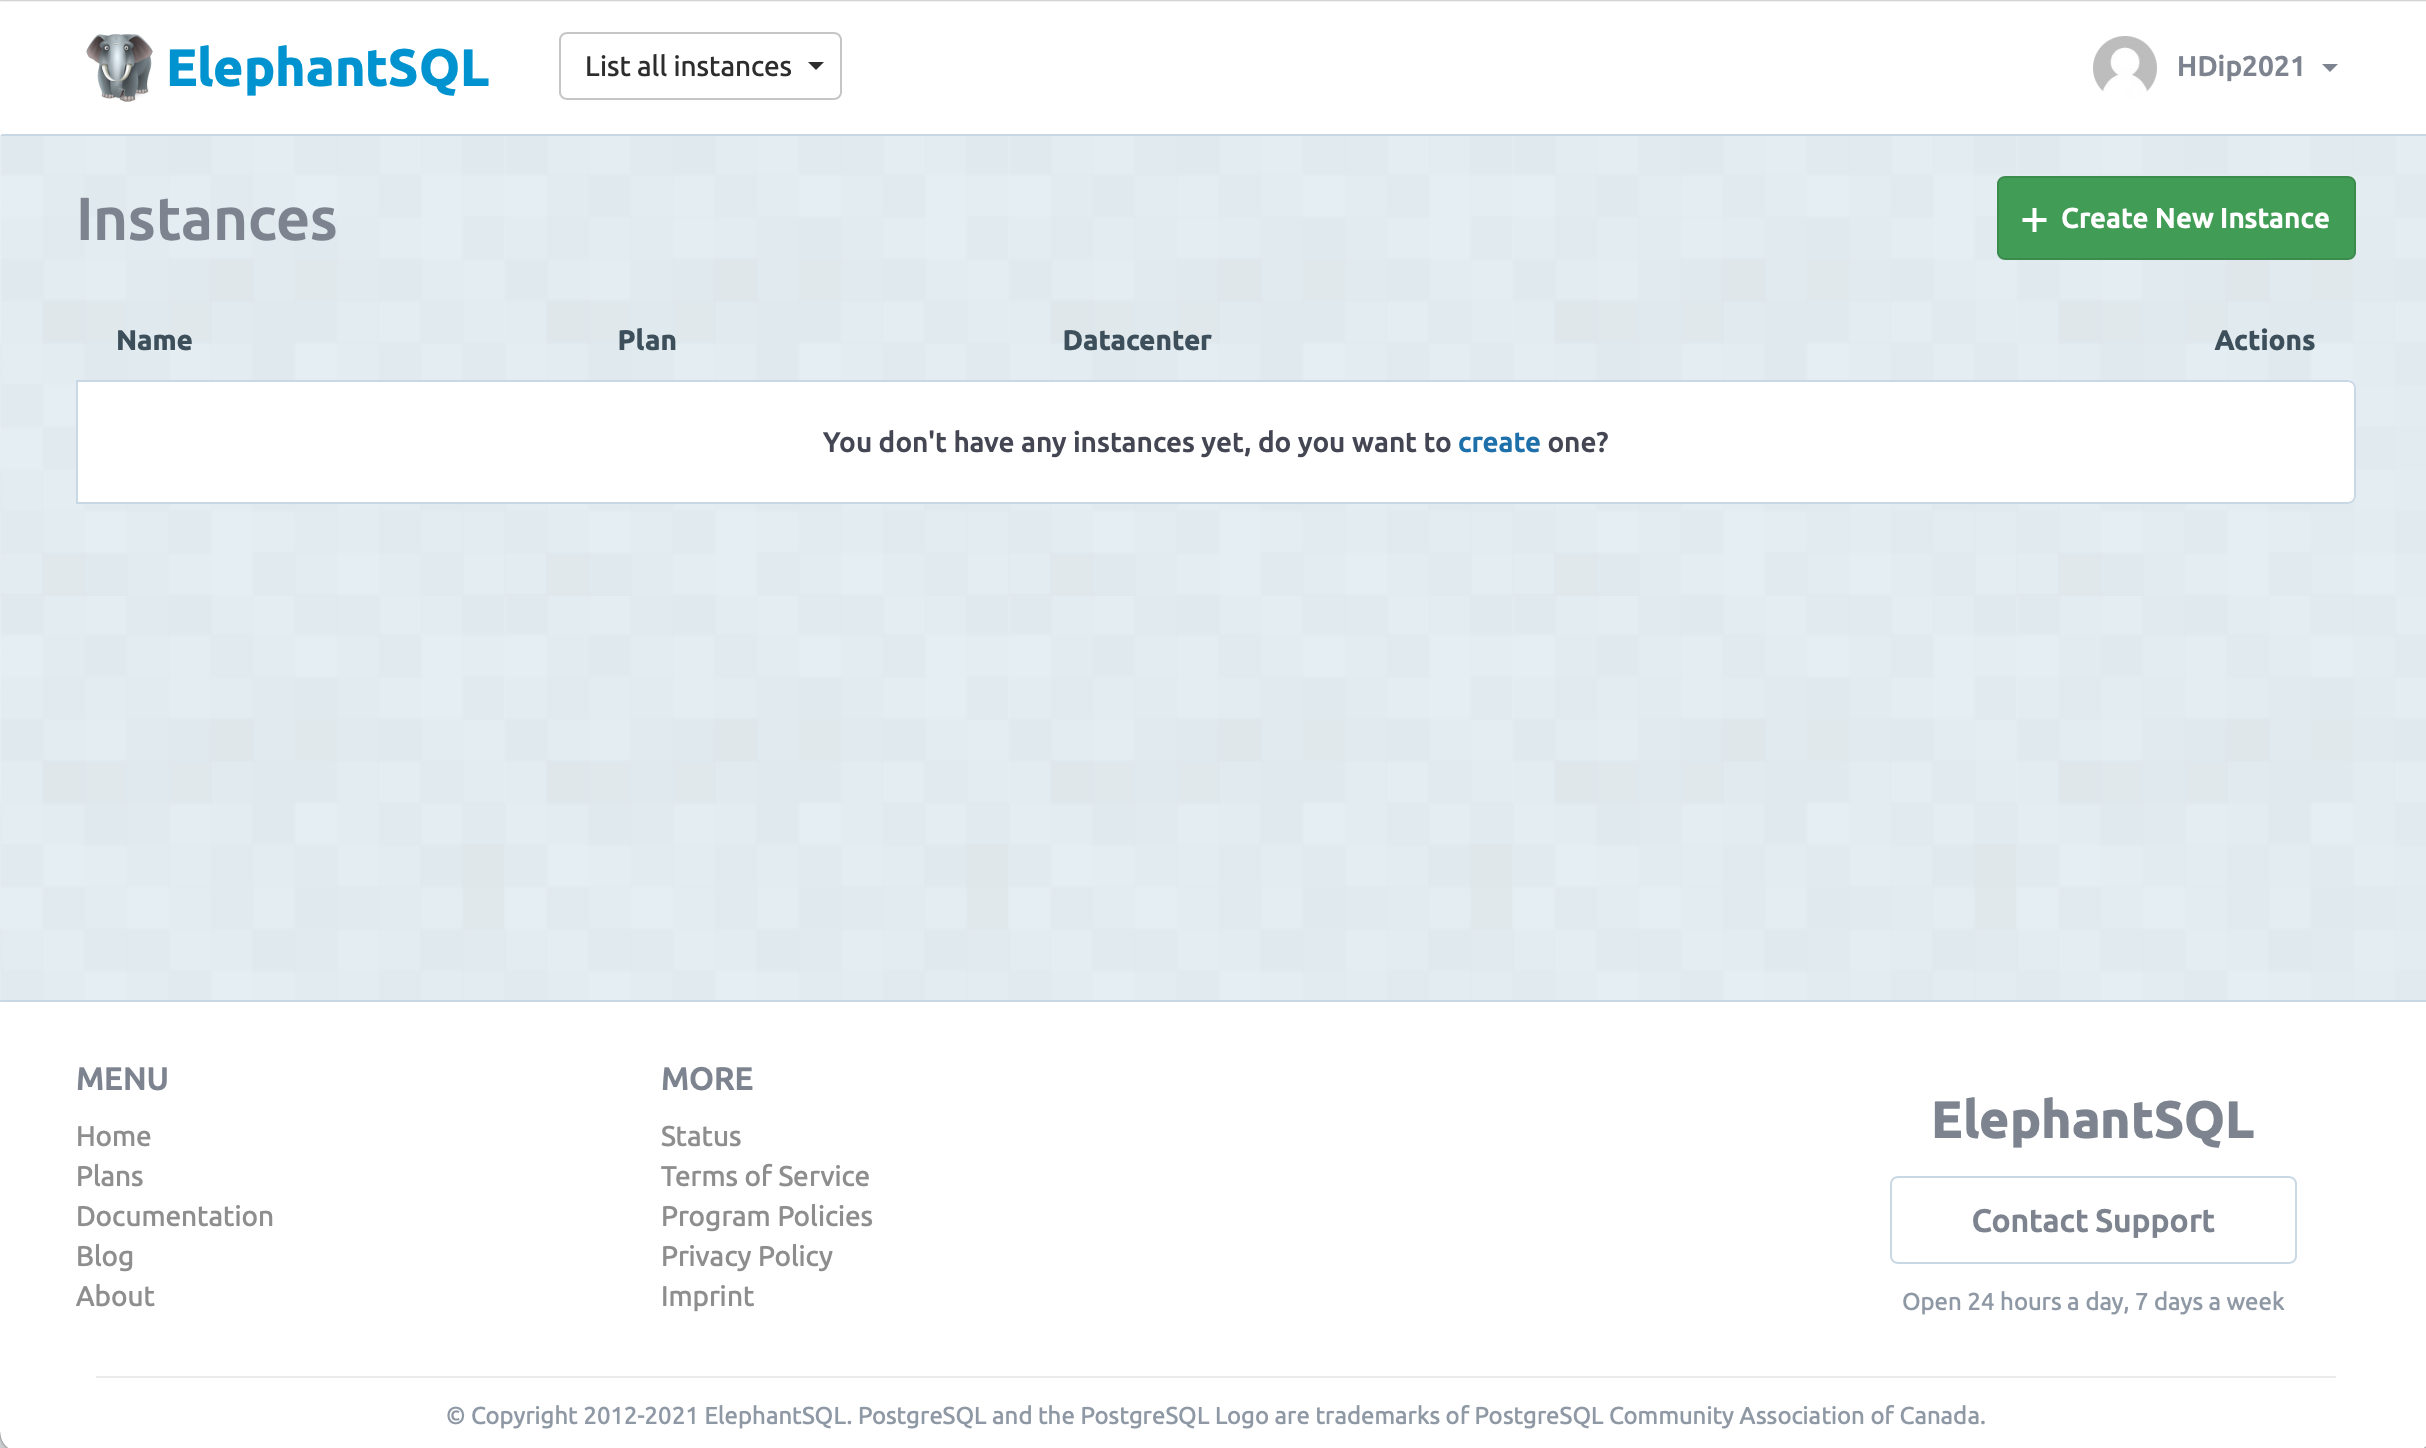 ElephantSQL
List all instances
HDip2021
Instances
+ Create New Instance
Name Plan Datacenter Actions
You don't have any instances yet, do you want to create one?
MENU
Home
Plans
Documentation
Blog
About
MORE
Status
Terms of Service
Program Policies
Privacy Policy
Imprint
ElephantSQL
Contact Support
Open 24 hours a day, 7 days a week
© Copyright 2012-2021 ElephantSQL. PostgreSQL and the PostgreSQL Logo are trademarks of PostgreSQL Community Association of Canada.